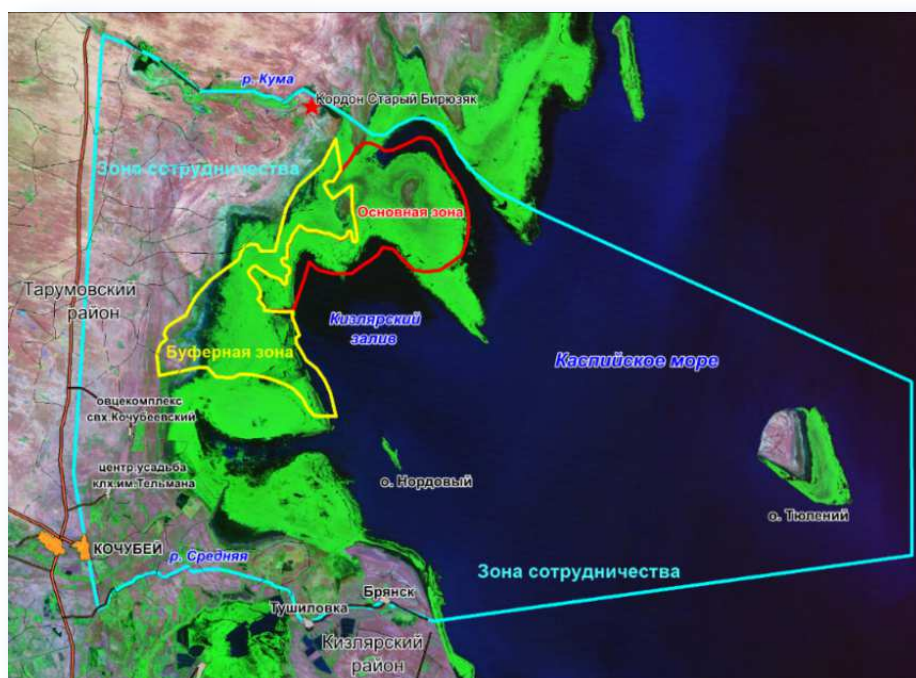 р. Кума
Кордон Старый Бирюзяк
Зона сотрудничества
Основная зона
Тарумовский
район
Кизлярский
залив
Буферная зона
Каспийское море
овцекомплекс
свх.Кочубеевский
центр.усадьба
клх.им.Тельмана
о. Нордовый
о. Тюлений
КОЧУБЕЙ
р. Средняя
Зона сотрудничества
Брянск
Тушиловка
Кизлярский
район